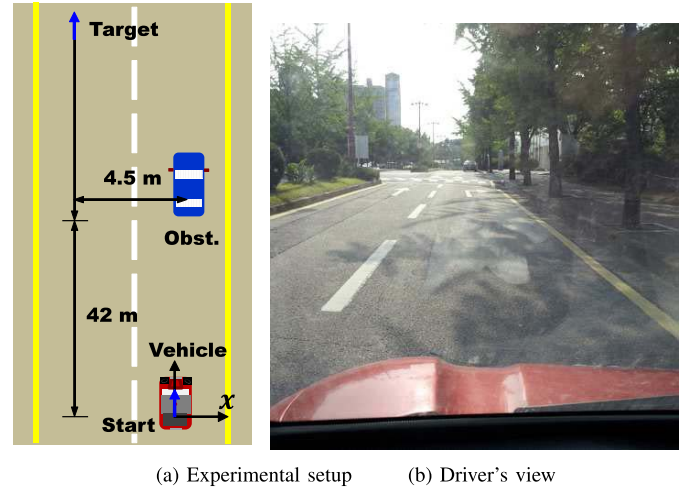 Target
4.5 m
Obst.
42 m
Vehicle
Start
x
(a) Experimental setup
(b) Driver's view